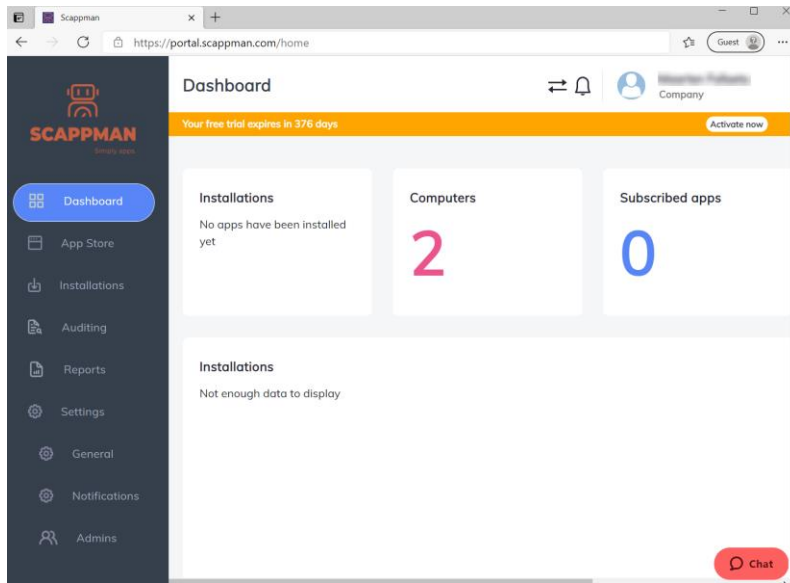 Scappman
https://portal.scappman.com/home
Guest
SCAPPMAN
Simply apps
Dashboard
App Store
Installations
Auditing
Reports
Settings
General
Notifications
Admins
Dashboard
Company
Your free trial expires in 376 days
Activate now
Installations
No apps have been installed
yet
Computers
2
Subscribed apps
0
Installations
Not enough data to display
Chat